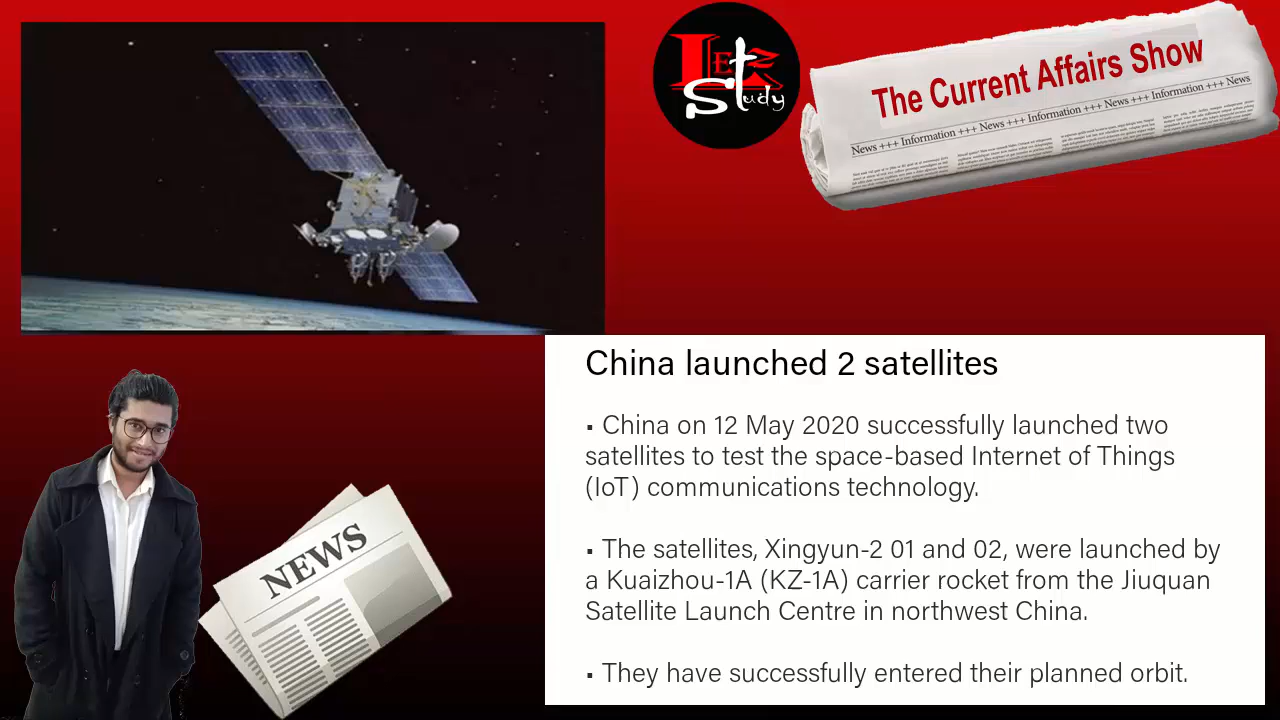 LET'z
Study
The Current Affairs Show
News +++ Information +++ News +++ Information +++ News +++ Information +++ News
NEWS
China launched 2 satellites
▪ China on 12 May 2020 successfully launched two
satellites to test the space-based Internet of Things
(IoT) communications technology.
▪ The satellites, Xingyun-2 01 and 02, were launched by
a Kuaizhou-1A (KZ-1A) carrier rocket from the Jiuquan
Satellite Launch Centre in northwest China.
▪ They have successfully entered their planned orbit.